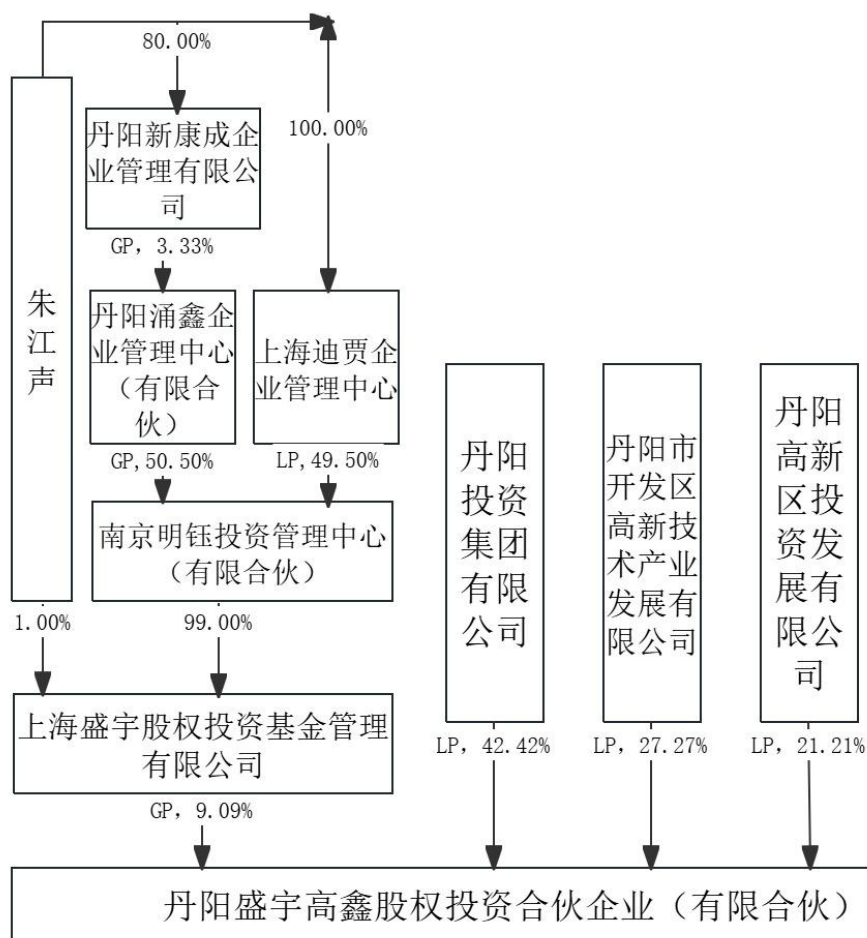 80.00%
100.00%
丹阳新康成企
业管理有限公
司
GP, 3.33%
朱
江
声
丹阳涌鑫企
业管理中心
（有限合
伙）
上海迪贾企
业管理中心
GP,50.50%
LP,49.50%
南京明钰投资管理中心
（有限合伙）
1.00%
99.00%
上海盛宇股权投资基金管理
有限公司
GP, 9.09%
丹阳
投资
集团
有限
公司
LP, 42.42%
丹阳市
开发区
高新技
术产业
发展有
限公司
LP, 27.27%
丹阳
高新
区投
资发
展有
限公
司
LP, 21.21%
丹阳盛宇高鑫股权投资合伙企业（有限合伙）